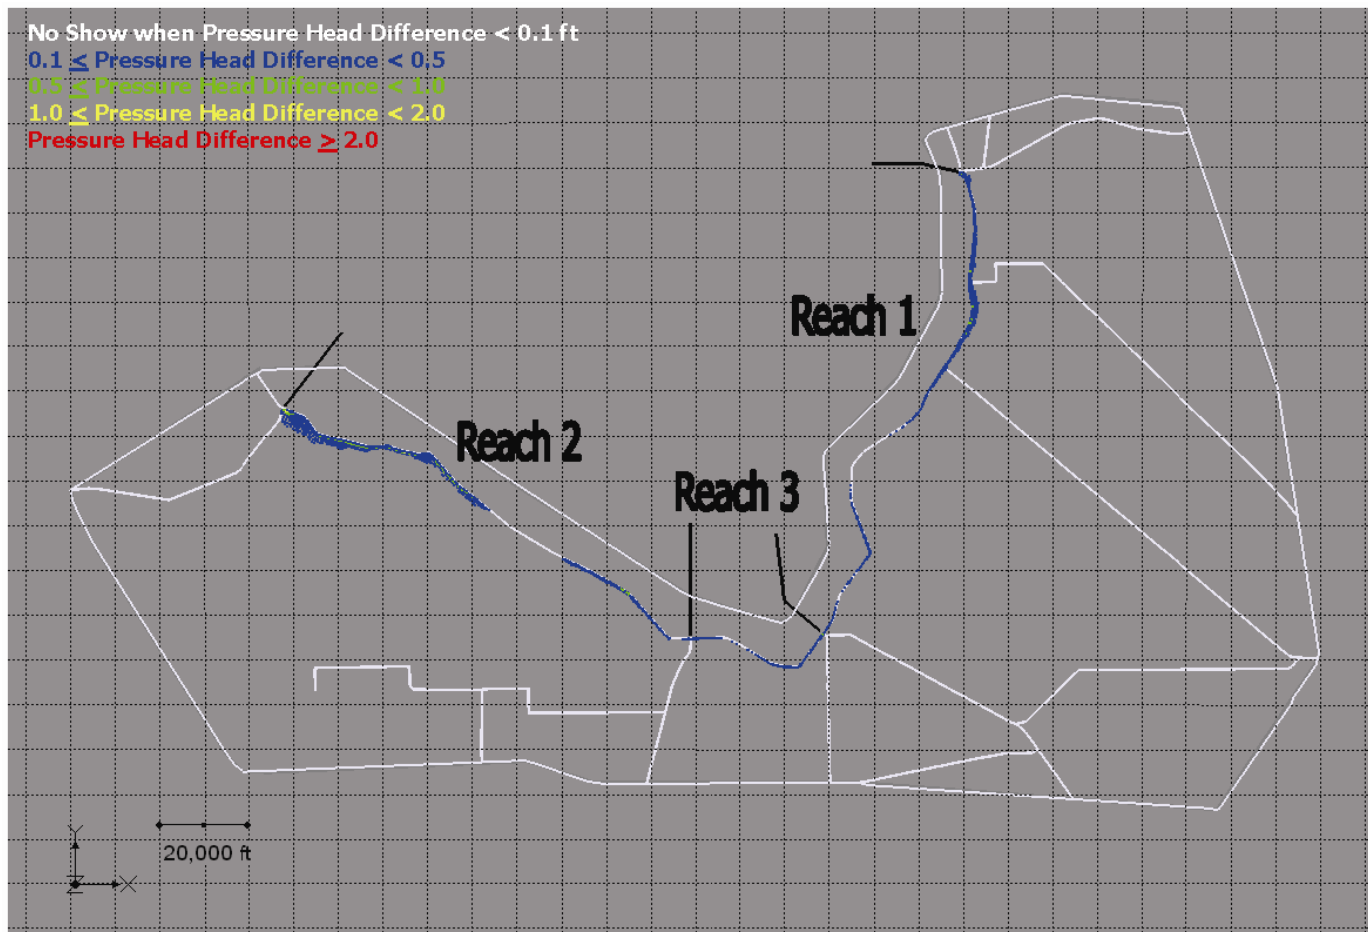 No Show when Pressure Head Difference < 0.1 ft
0.1 ≤ Pressure Head Difference < 0.5
0.5 ≤ Pressure Head Difference < 1.0
1.0 ≤ Pressure Head Difference < 2.0
Pressure Head Difference ≥ 2.0
Reach 1
Reach 2
Reach 3
Y
20,000 ft
Z X